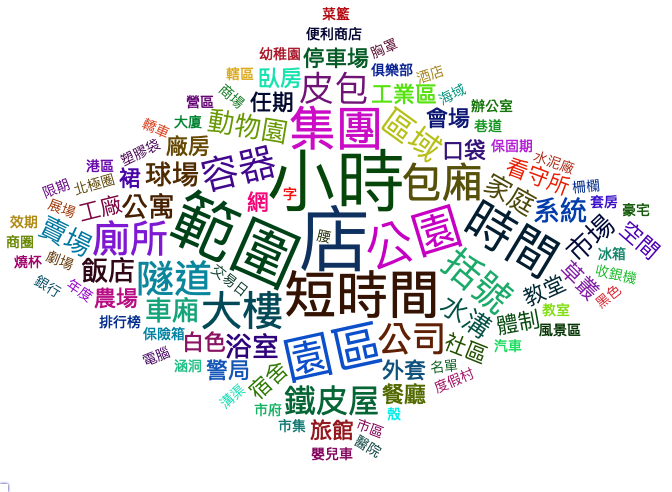 菜籃
便利商店
幼稚園
停車場
胸罩
轄區
臥房
俱樂部
酒店
商場
皮包
工業區
海域
營區
任期
辦公室
大廈
動物園
集團
區域
會場
巷道
轎車
塑膠袋
廠房
口袋
保固期
水泥廠
港區
裙
球場
容器
小時
包廂
看守所
限期
北極圈
家庭
柵欄
展場
工廠
公寓
網
字
系統
套房
豪宅
效期
賣場
廁所
範圍
店
腰
公園
時間
市場
空間
商圈
燒杯
劇場
飯店
隧道
交易日
括號
草叢
冰箱
收銀機
銀行
年度
農場
車廂
大樓
短時間
水溝
教堂
黑色
排行榜
保險箱
體制
教室
風景區
電腦
白色
浴室
園區
公司
社區
汽車
涵洞
警局
宿舍
外套
名單
度假村
溝渠
市府
鐵皮屋
餐廳
殼
市集
旅館
市區
醫院
嬰兒車